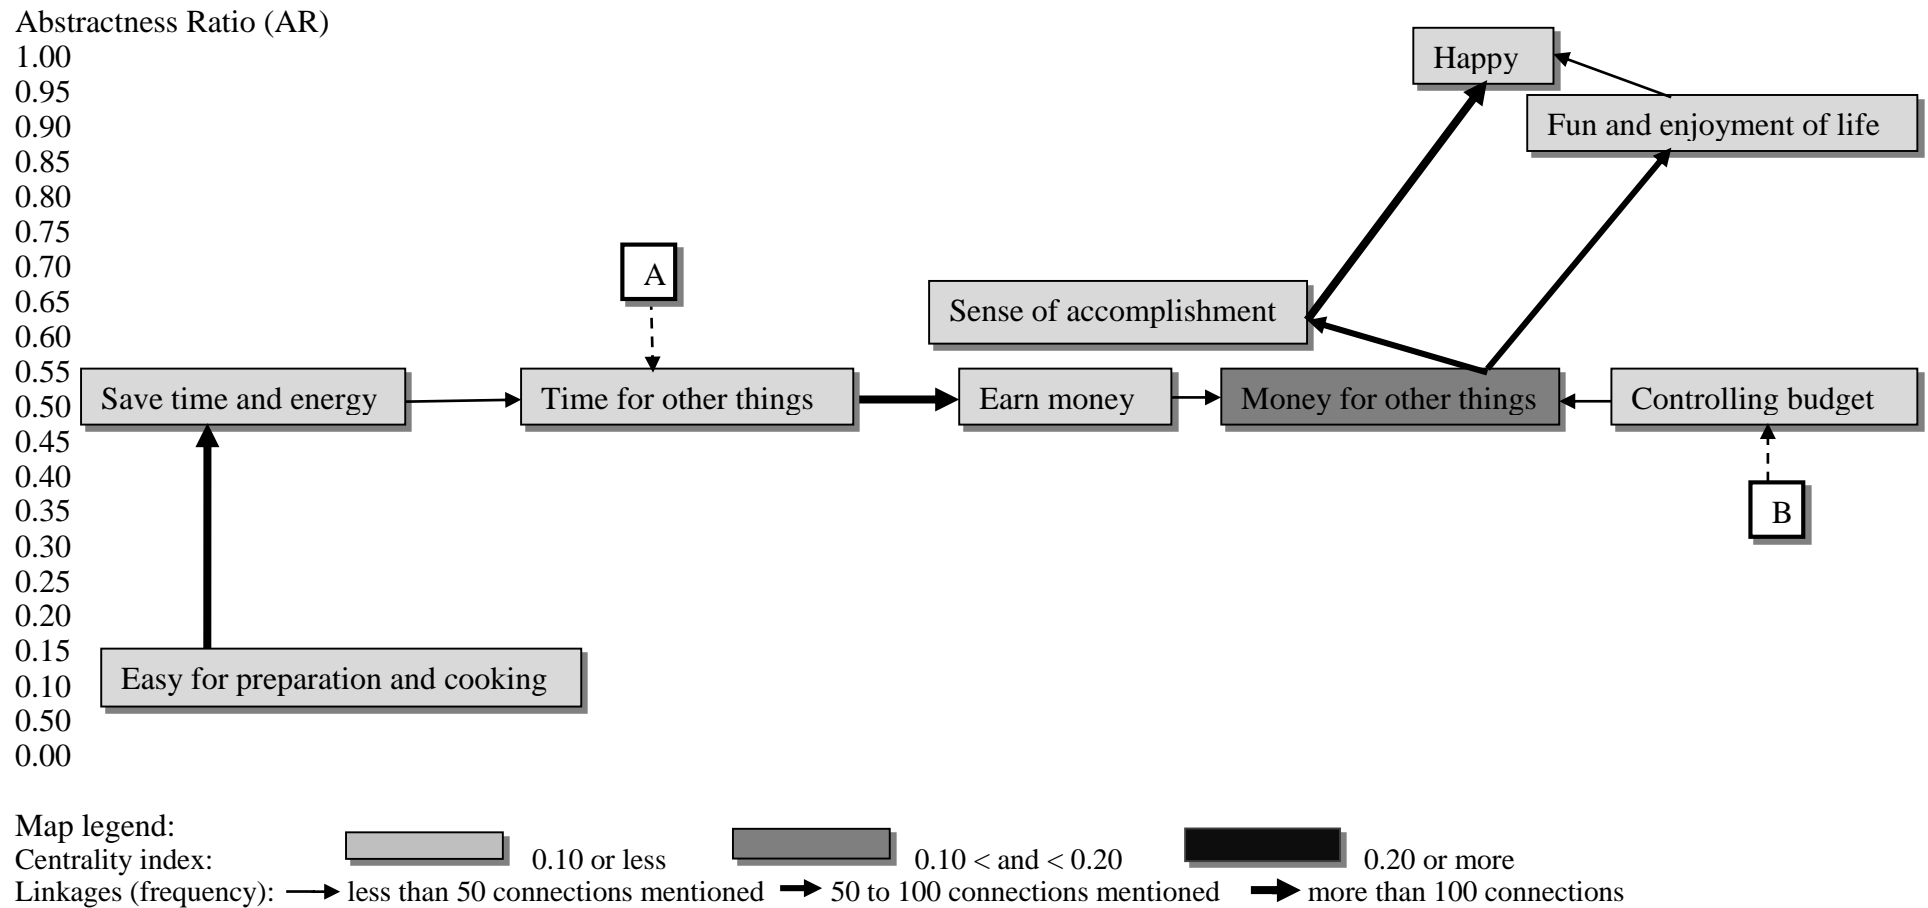 Abstractness Ratio (AR)
1.00
Happy
0.95
0.90
Fun and enjoyment of life
0.85
0.80
0.75
0.70
A
0.65
Sense of accomplishment
0.60
0.55
0.50
Save time and energy
Time for other things
Earn money
Money for other things
Controlling budget
0.45
0.40
0.35
B
0.30
0.25
0.20
0.15
0.10
Easy for preparation and cooking
0.50
0.00
Map legend:
Centrality index: 0.10 or less 0.10 < and < 0.20 0.20 or more
Linkages (frequency): less than 50 connections mentioned 50 to 100 connections mentioned more than 100 connections